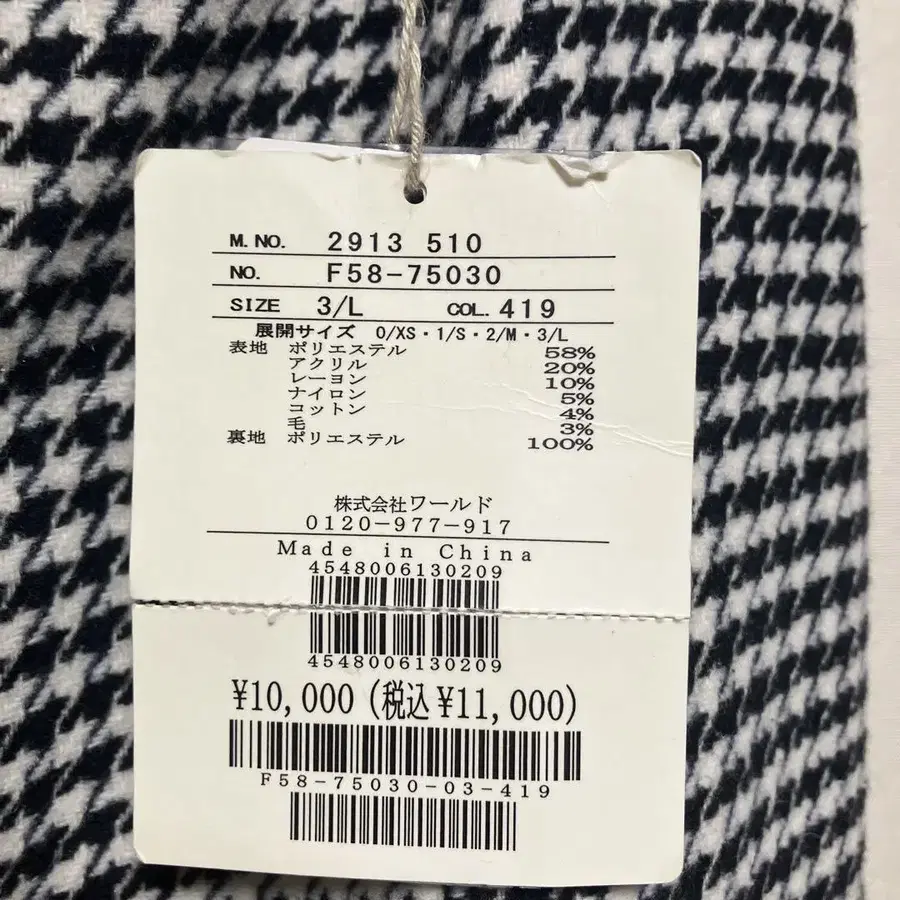 M.NO. 2913 510
NO. F58-75030
SIZE 3/L COL. 419
展開サイズ 0/XS・1/S・2/M・3/L
表地 ポリエステル 58%
アクリル 20%
レーヨン 10%
ナイロン 5%
コットン 4%
毛 3%
裏地 ポリエステル 100%
株式会社ワールド
0120-977-917
Made in China
4548006130209
4548006130209
¥10,000 (税込¥11,000)
F58-75030-03-419